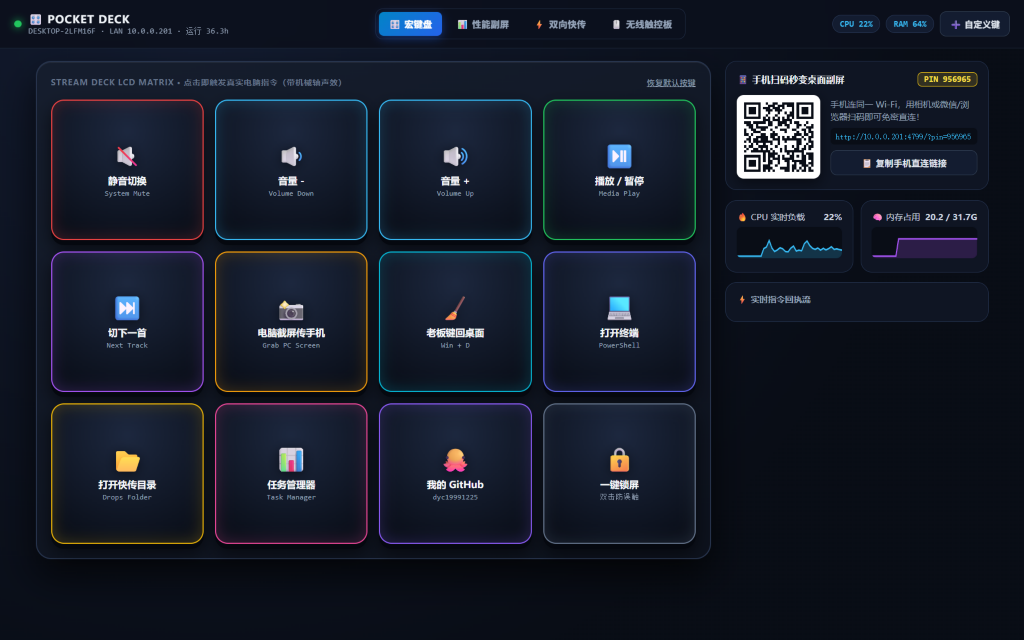 POCKET DECK
DESKTOP-2LFM16F · LAN 10.0.0.201 · 运行 36.3h
宏键盘
性能副屏
双向快传
无线触控板
CPU 22%
RAM 64%
自定义键
STREAM DECK LCD MATRIX • 点击即触发真实电脑指令（带机械轴声效）
恢复默认按键
静音切换
System Mute
音量 -
Volume Down
音量 +
Volume Up
播放 / 暂停
Media Play
切下一首
Next Track
电脑截屏传手机
Grab PC Screen
老板键回桌面
Win + D
打开终端
PowerShell
打开快传目录
Drops Folder
任务管理器
Task Manager
我的 GitHub
dyc19991225
一键锁屏
双击防误触
手机扫码秒变桌面副屏
PIN 956965
手机连同一 Wi-Fi，用相机或微信/浏
览器扫码即可免密直连！
http://10.0.0.201:4799/?pin=956965
复制手机直连链接
CPU 实时负载
22%
内存占用
20.2 / 31.7G
实时指令回执流